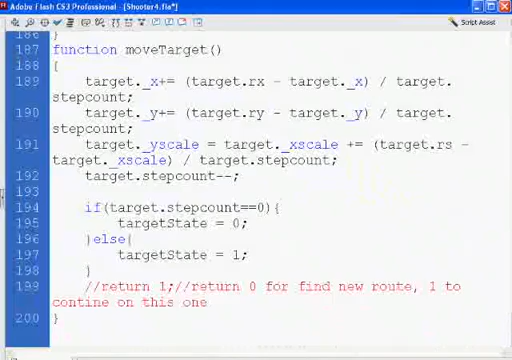 Adobe Flash CS3 Professional - [Shooter4.fla*]
Script Assist
186 }
187 function moveTarget()
188 {
189 target._x+= (target.rx - target._x) / target.
stepcount;
190 target._y+= (target.ry - target._y) / target.
stepcount;
191 target._yscale = target._xscale += (target.rs -
target._xscale) / target.stepcount;
192 target.stepcount--;
193
194 if(target.stepcount==0){
195 targetState = 0;
196 }else{
197 targetState = 1;
198 }
199 //return 1;//return 0 for find new route, 1 to
contine on this one
200 }